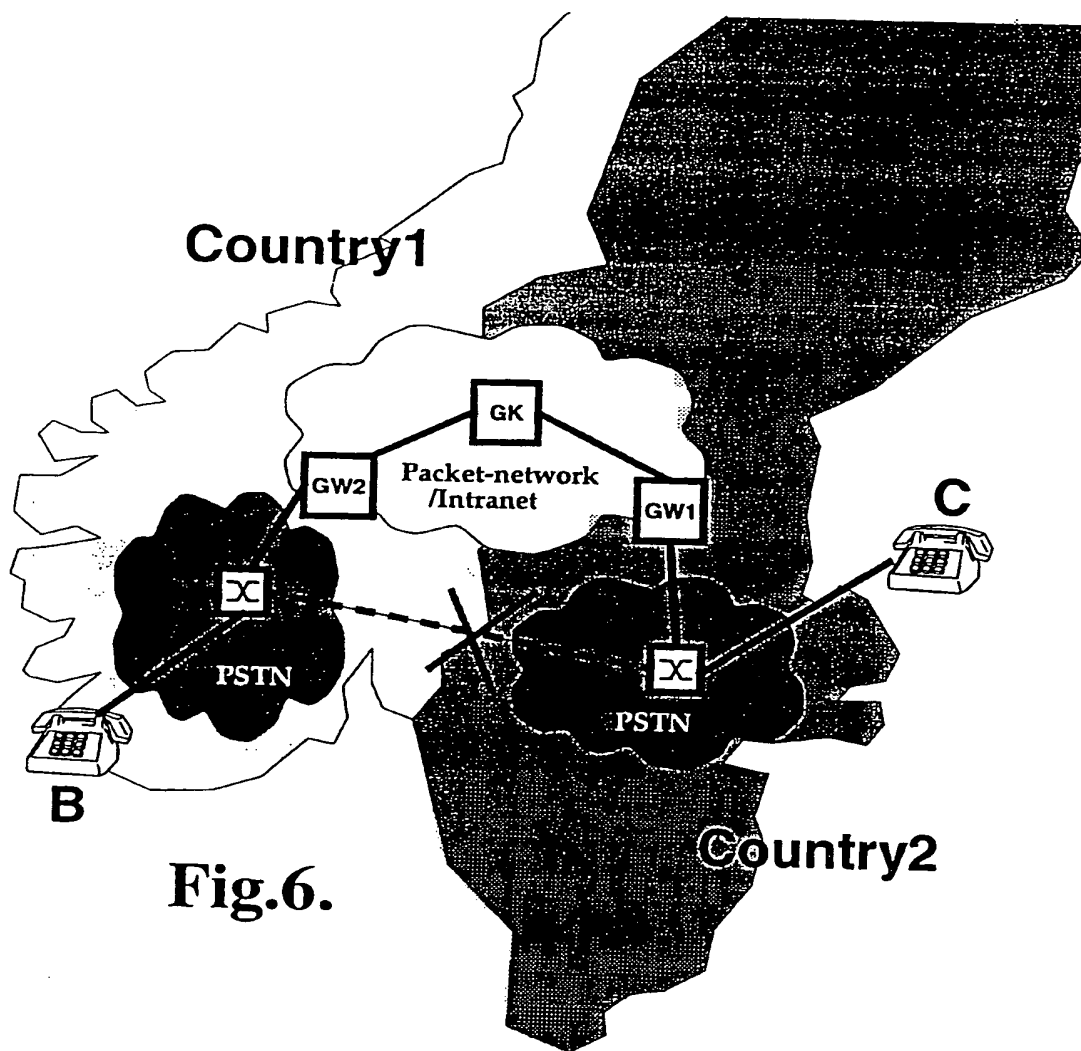 Country1
GK
Packet-network
/Intranet
GW2
GW1
C
PSTN
PSTN
B
Country2
Fig.6.